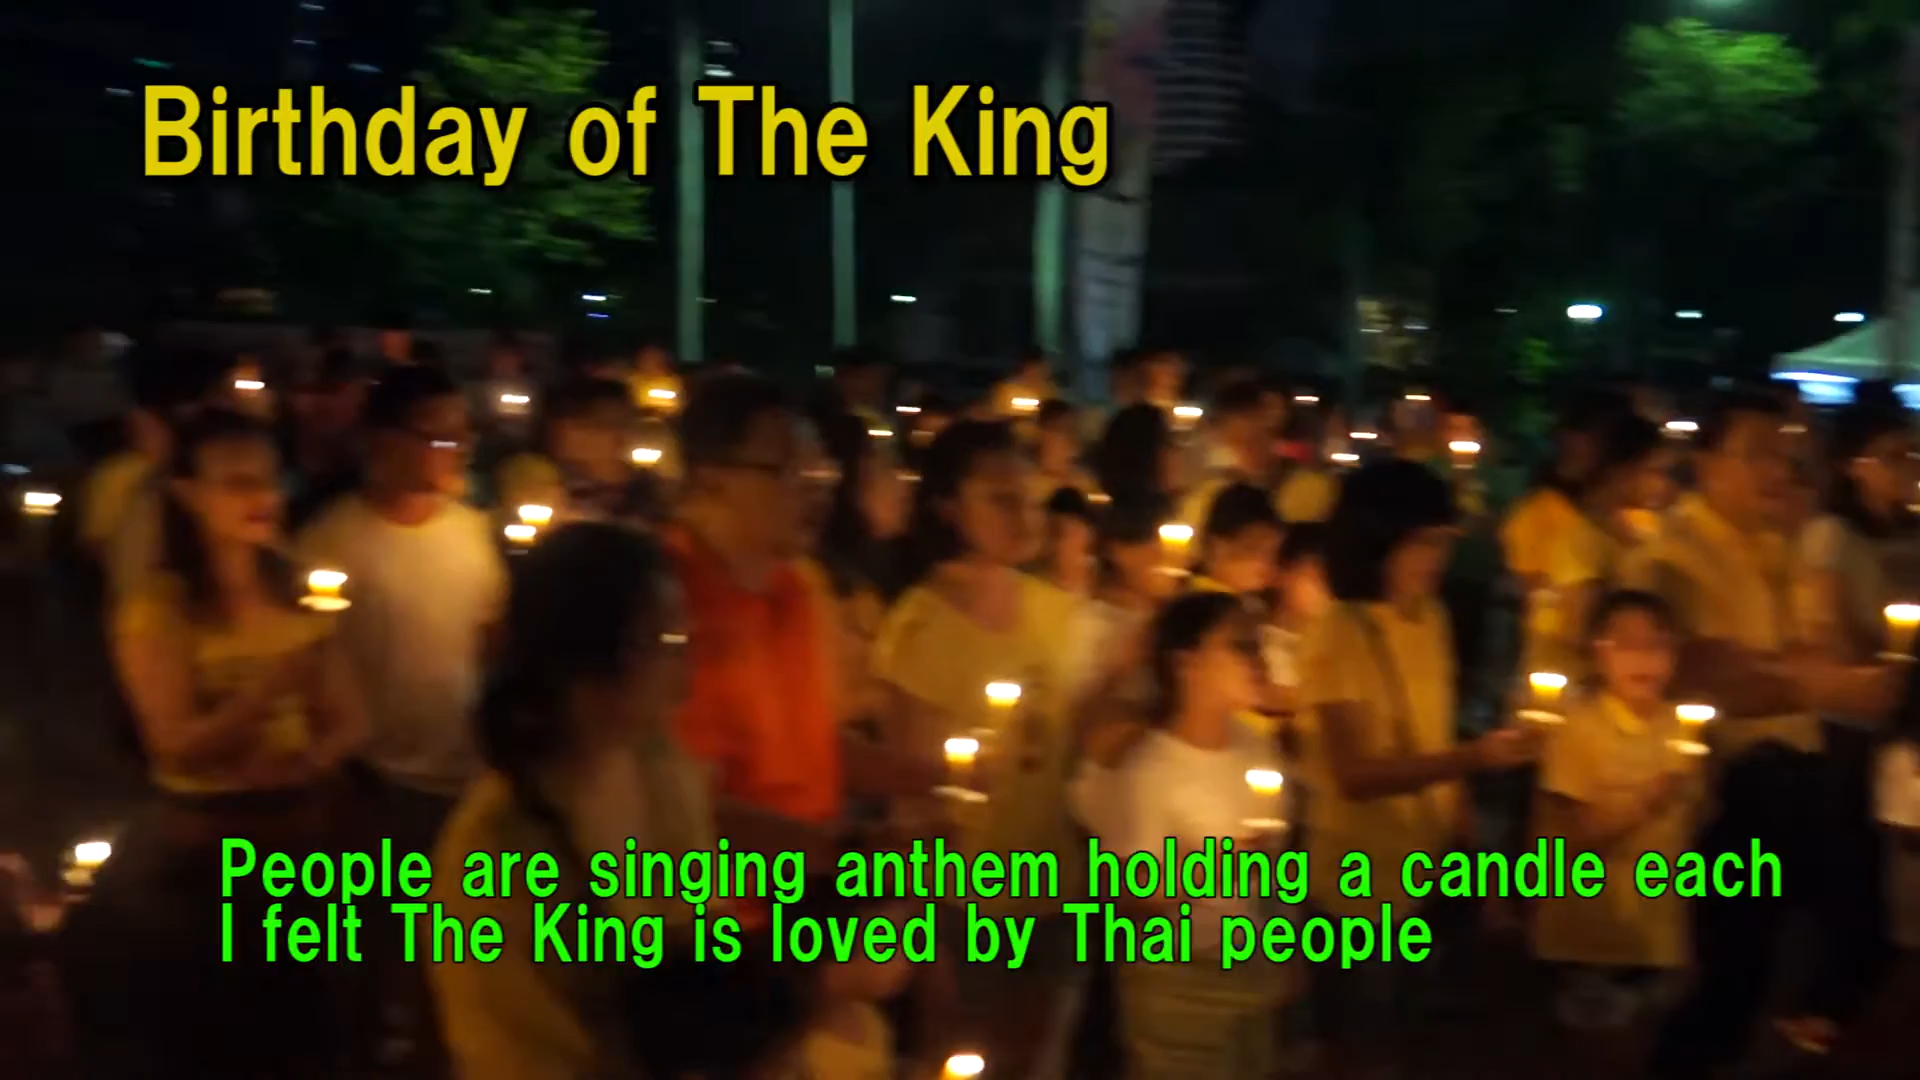 Birthday of The King
People are singing anthem holding a candle each
I felt The King is loved by Thai people